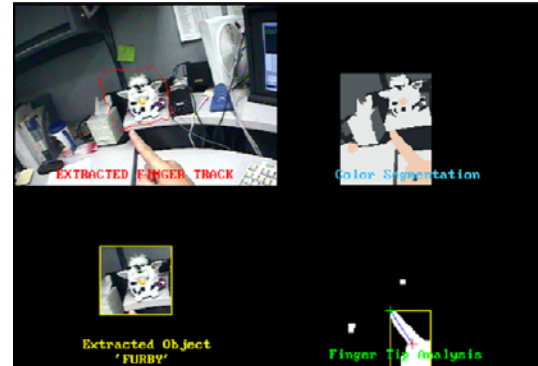 EXTRACTED FINGER TRACK
Color Segmentation
Extracted Object
'FURBY'
Finger Tip Analysis